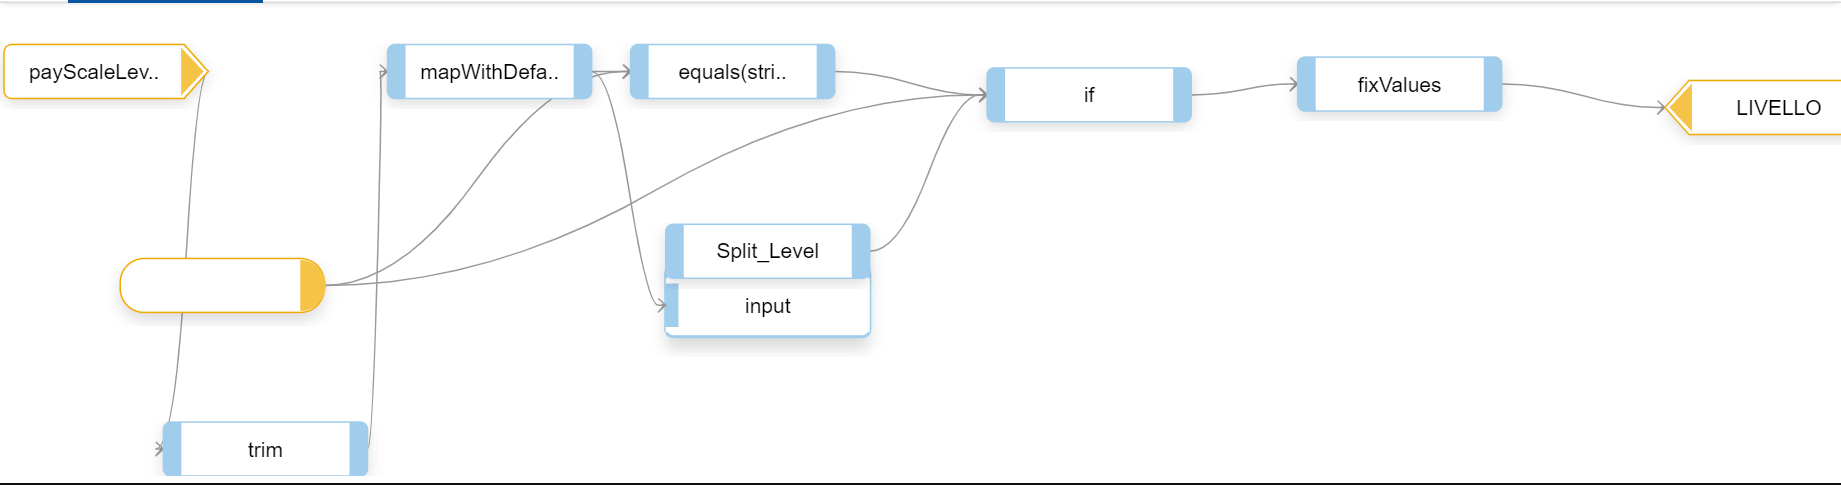 payScaleLev..
mapWithDefa..
equals(stri..
if
fixValues
LIVELLO
Split_Level
input
trim